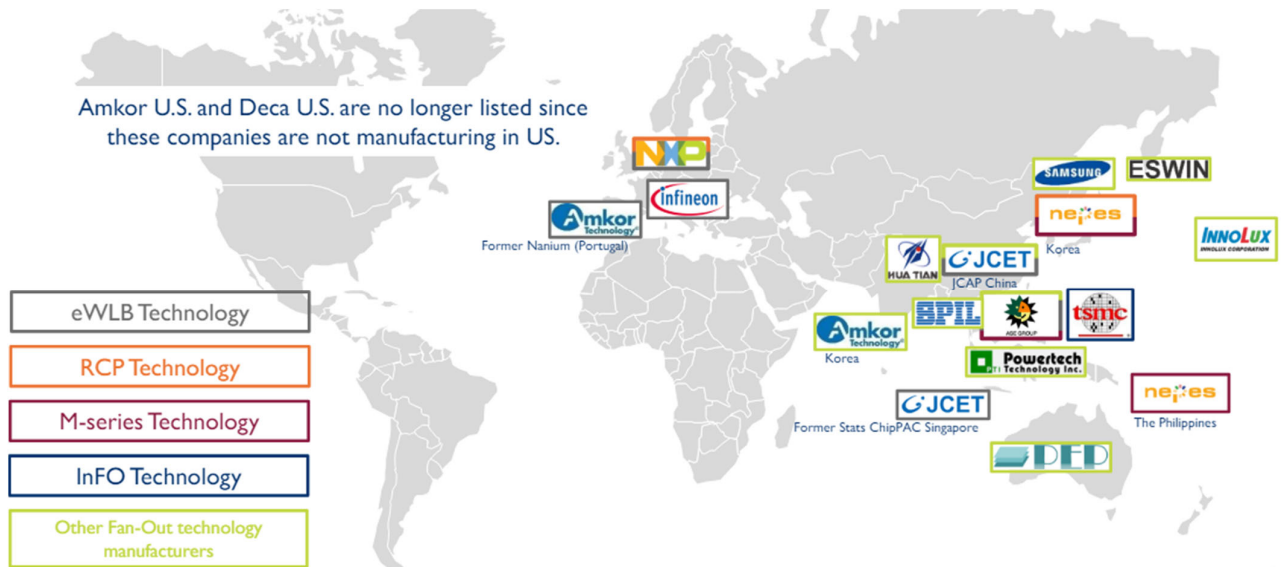 Amkor U.S. and Deca U.S. are no longer listed since
these companies are not manufacturing in US.
NXP
infineon
Amkor
Technology®
Former Nanium (Portugal)
SAMSUNG
ESWIN
nepes
Korea
INNOLUX
INNOLUX CORPORATION
HUA TIAN
JCET
JCAP China
SPIL
ASE GROUP
tsmc
Amkor
Technology®
Korea
PTI
Powertech
Technology Inc.
JCET
Former Stats ChipPAC Singapore
nepes
The Philippines
PEP
eWLB Technology
RCP Technology
M-series Technology
InFO Technology
Other Fan-Out technology
manufacturers